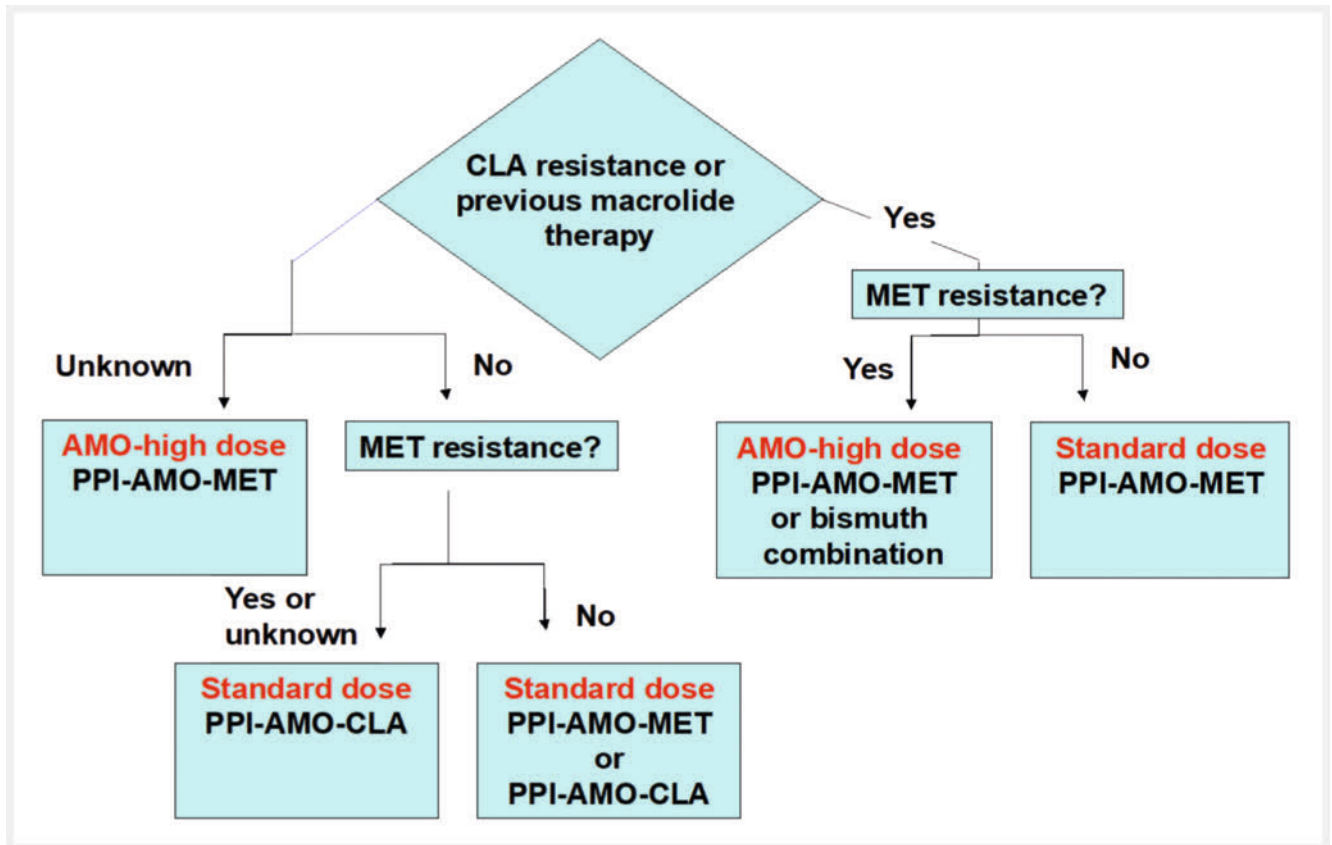 CLA resistance or
previous macrolide
therapy
Yes
MET resistance?
Unknown
No
Yes
No
AMO-high dose
PPI-AMO-MET
MET resistance?
AMO-high dose
PPI-AMO-MET
or bismuth
combination
Standard dose
PPI-AMO-MET
Yes or
unknown
No
Standard dose
PPI-AMO-CLA
Standard dose
PPI-AMO-MET
or
PPI-AMO-CLA